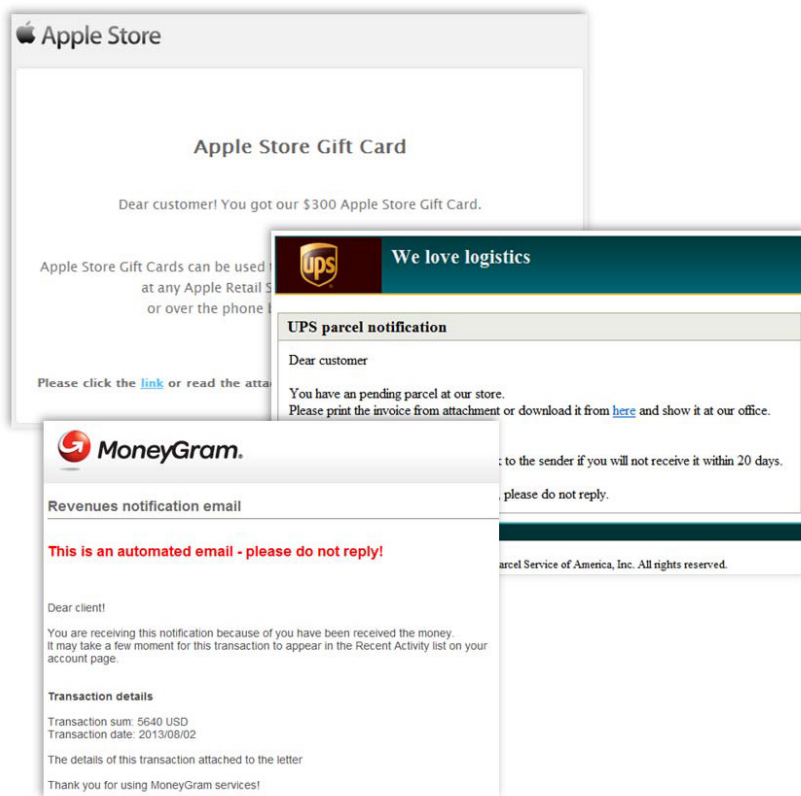 Apple Store
Apple Store Gift Card
Dear customer! You got our $300 Apple Store Gift Card.
Apple Store Gift Cards can be used
at any Apple Retail
or over the phone
Please click the link or read the
ups
We love logistics
UPS parcel notification
Dear customer
You have an pending parcel at our store.
Please print the invoice from attachment or download it from here and show it at our office.
to the sender if you will not receive it within 20 days.
, please do not reply.
Service of America, Inc. All rights reserved.
MoneyGram.
Revenues notification email
This is an automated email - please do not reply!
Dear client!
You are receiving this notification because of you have been received the money.
It may take a few moment for this transaction to appear in the Recent Activity list on your
account page.
Transaction details
Transaction sum: 5640 USD
Transaction date: 2013/08/02
The details of this transaction attached to the letter
Thank you for using MoneyGram services!